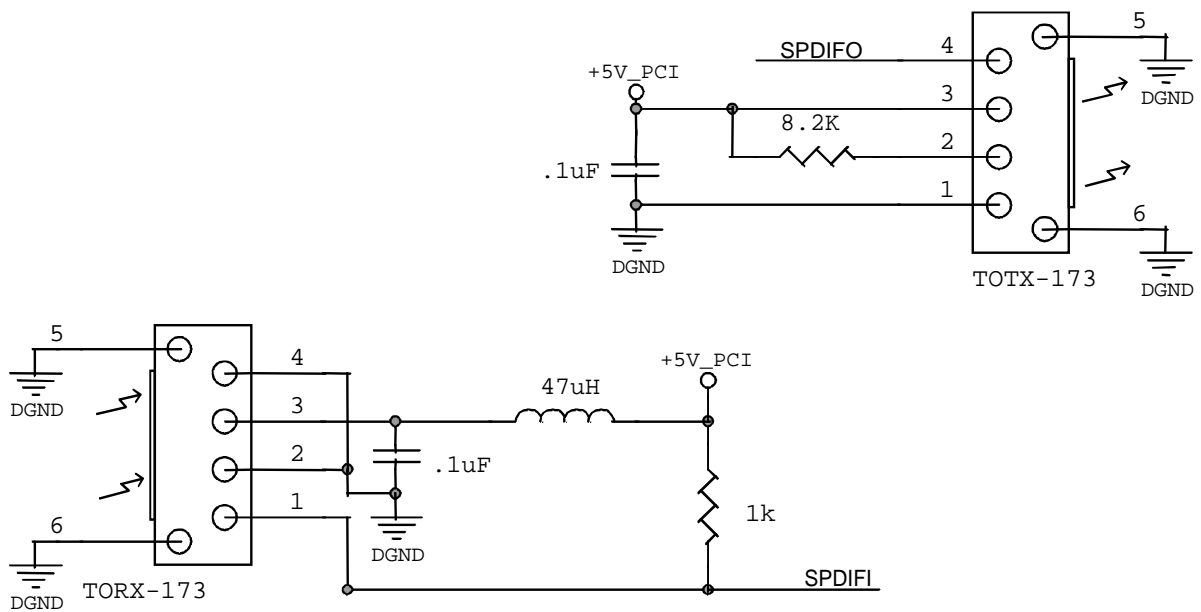 SPDIFO
4
5
+5V_PCI
3
DGND
8.2K
2
.1uF
1
6
DGND
TOTX-173
DGND
5
4
+5V_PCI
47uH
3
DGND
2
.1uF
1
1k
6
DGND
SPDIFI
TORX-173
DGND